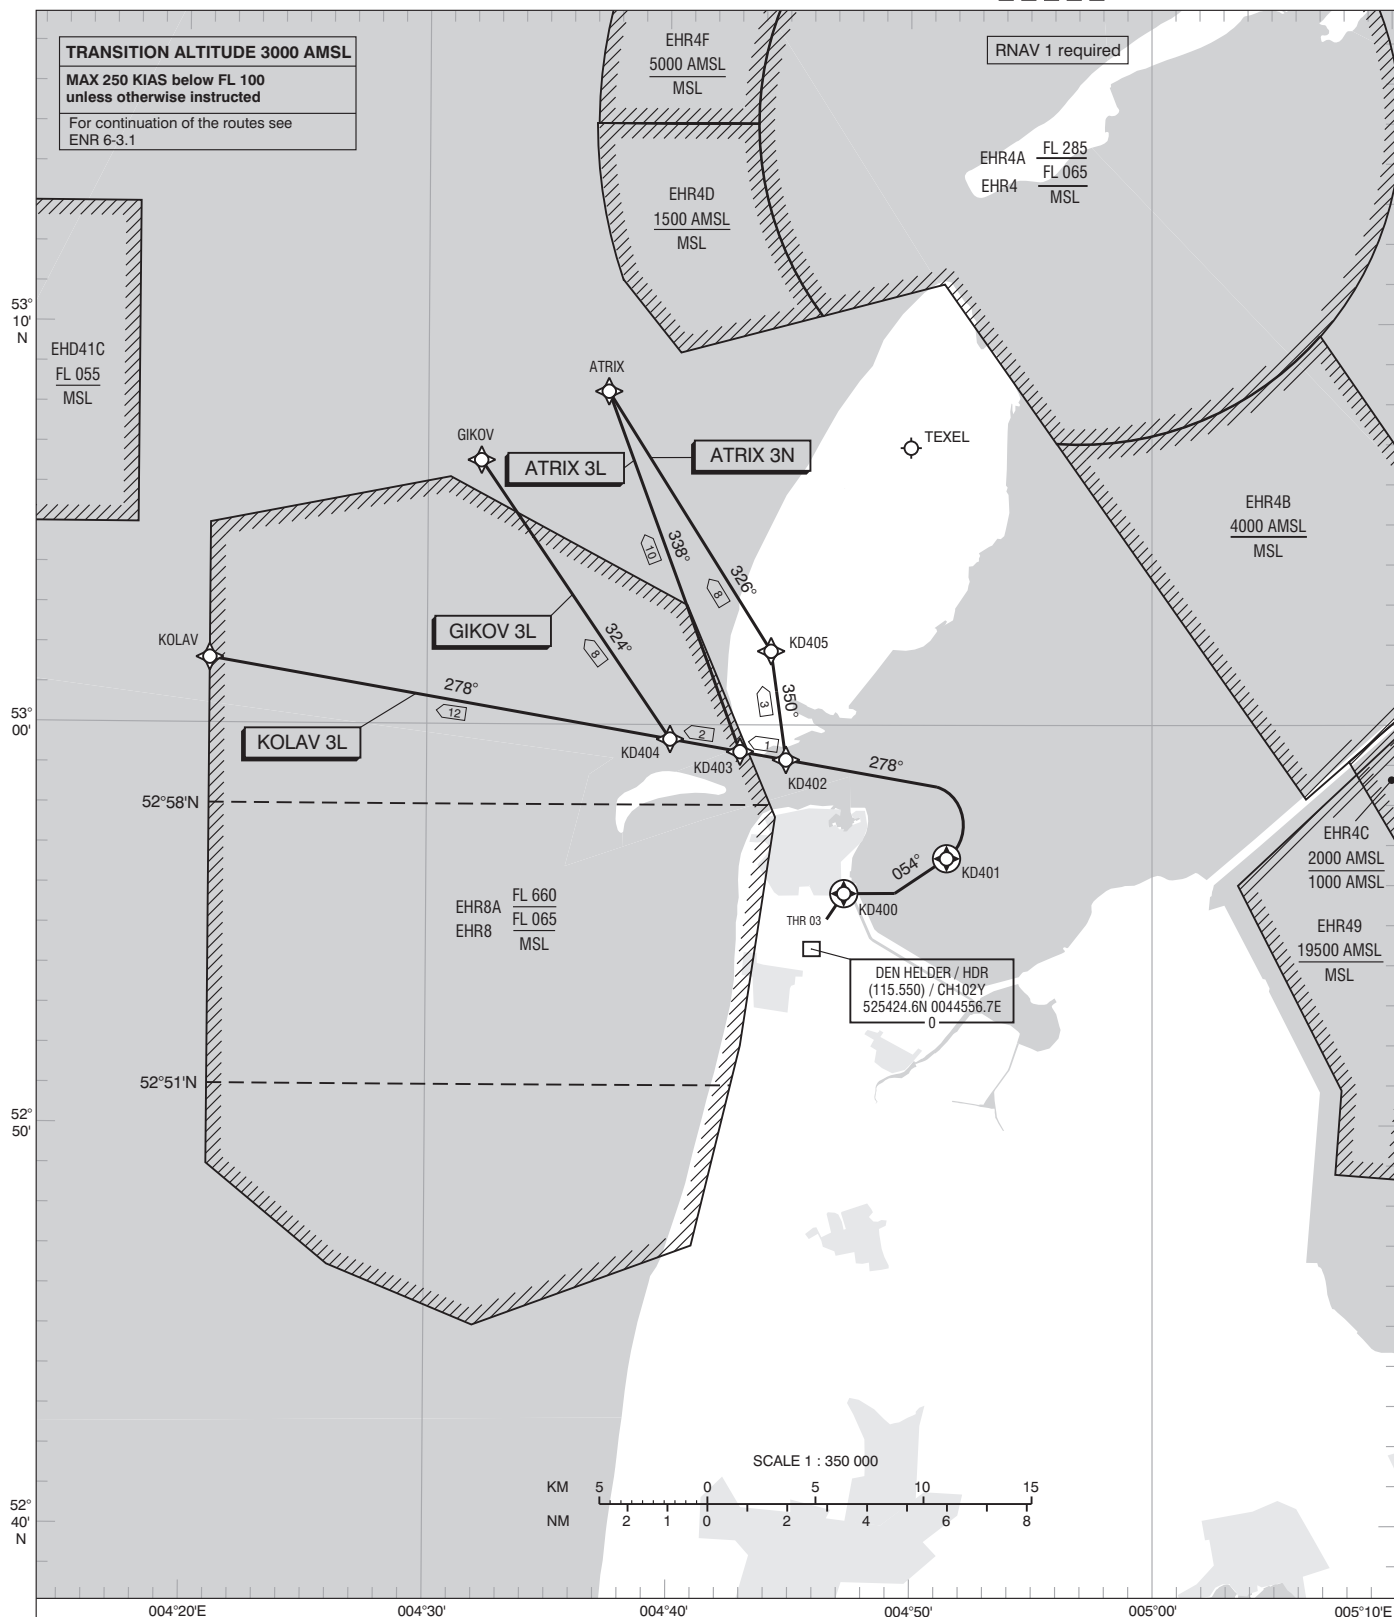 TRANSITION ALTITUDE 3000 AMSL
MAX 250 KIAS below FL 100
unless otherwise instructed
For continuation of the routes see
ENR 6-3.1
EHR4F
5000 AMSL
MSL
RNAV 1 required
EHR4A FL 285
FL 065
EHR4
MSL
EHR4D
1500 AMSL
MSL
53°
10'
N
EHD41C
FL 055
MSL
ATRIX
GIKOV
TEXEL
ATRIX 3L
ATRIX 3N
EHR4B
4000 AMSL
MSL
338°
10
326°
8
GIKOV 3L
324°
8
KOLAV
KD405
278°
12
350°
3
53°
00'
KOLAV 3L
2
1
KD404
KD403
KD402
278°
52°58'N
EHR4C
2000 AMSL
1000 AMSL
054°
KD401
KD400
THR 03
EHR8A FL 660
FL 065
EHR8
MSL
EHR49
19500 AMSL
MSL
DEN HELDER / HDR
(115.550) / CH102Y
525424.6N 0044556.7E
0
52°51'N
52°
50'
SCALE 1 : 350 000
KM 5 0 5 10 15
NM 2 1 0 2 4 6 8
52°
40'
N
004°20'E 004°30' 004°40' 004°50' 005°00' 005°10'E